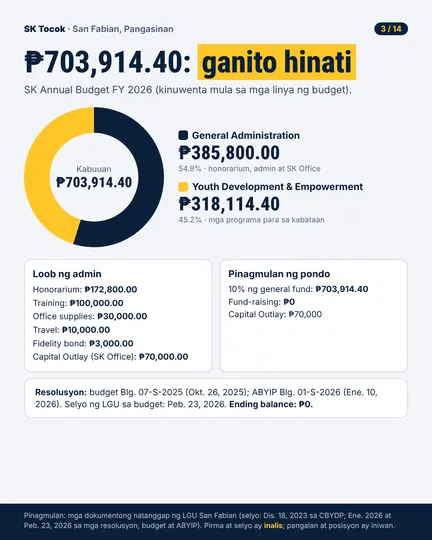 SK Tocok · San Fabian, Pangasinan
3 / 14
₱703,914.40: ganito hinati
SK Annual Budget FY 2026 (kinuwenta mula sa mga linya ng budget).
Kabuuan
₱703,914.40
General Administration
₱385,800.00
54.8% · honorarium, admin at SK Office
Youth Development & Empowerment
₱318,114.40
45.2% · mga programa para sa kabataan
Loob ng admin
Honorarium: ₱172,800.00
Training: ₱100,000.00
Office supplies: ₱30,000.00
Travel: ₱10,000.00
Fidelity bond: ₱3,000.00
Capital Outlay (SK Office): ₱70,000.00
Pinagmulan ng pondo
10% ng general fund: ₱703,914.40
Fund-raising: ₱0
Capital Outlay: ₱70,000
Resolusyon: budget Blg. 07-S-2025 (Okt. 26, 2025); ABYIP Blg. 01-S-2026 (Ene. 10,
2026). Selyo ng LGU sa budget: Peb. 23, 2026. Ending balance: ₱0.
Pinagmulan: mga dokumentong natanggap ng LGU San Fabian (selyo: Dis. 18, 2023 sa CBYDP; Ene. 2026 at
Peb. 23, 2026 sa mga resolusyon, budget at ABYIP). Pirma at selyo ay inalis; pangalan at posisyon ay iniwan.